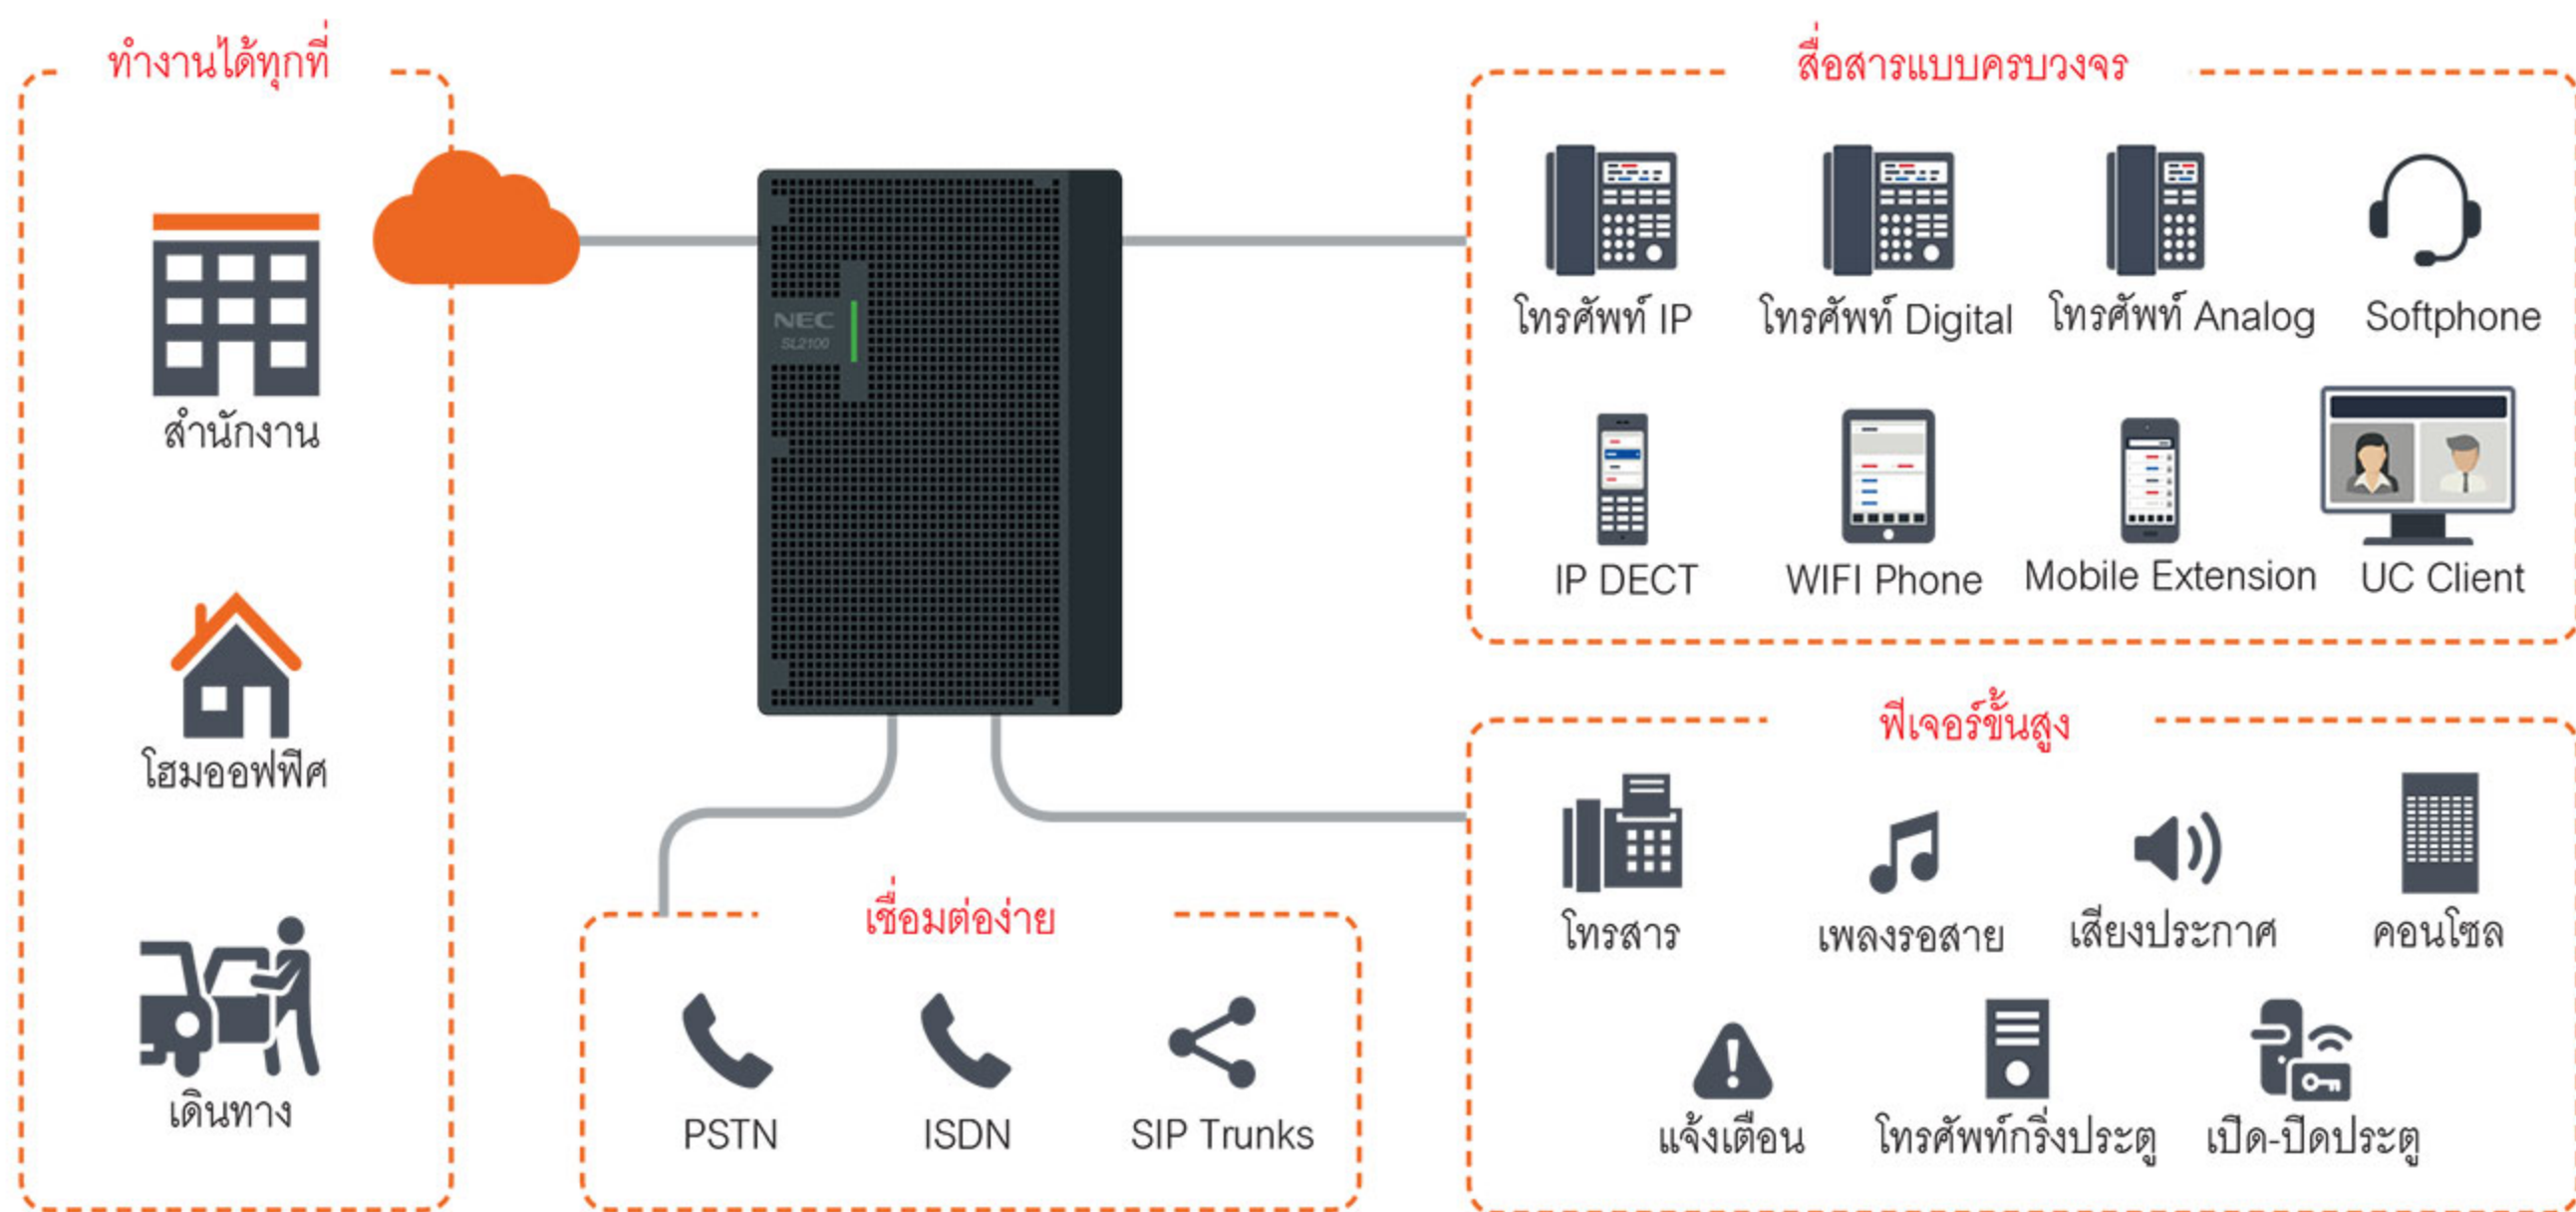 ทำงานได้ทุกที่
สำนักงาน
โฮมออฟฟิศ
เดินทาง
NEC
SL2100
สื่อสารแบบครบวงจร
โทรศัพท์ IP
โทรศัพท์ Digital
โทรศัพท์ Analog
Softphone
IP DECT
WIFI Phone
Mobile Extension
UC Client
เชื่อมต่อง่าย
PSTN
ISDN
SIP Trunks
ฟีเจอร์ขั้นสูง
โทรสาร
เพลงรอสาย
เสียงประกาศ
คอนโซล
แจ้งเตือน
โทรศัพท์กริ่งประตู
เปิด-ปิดประตู